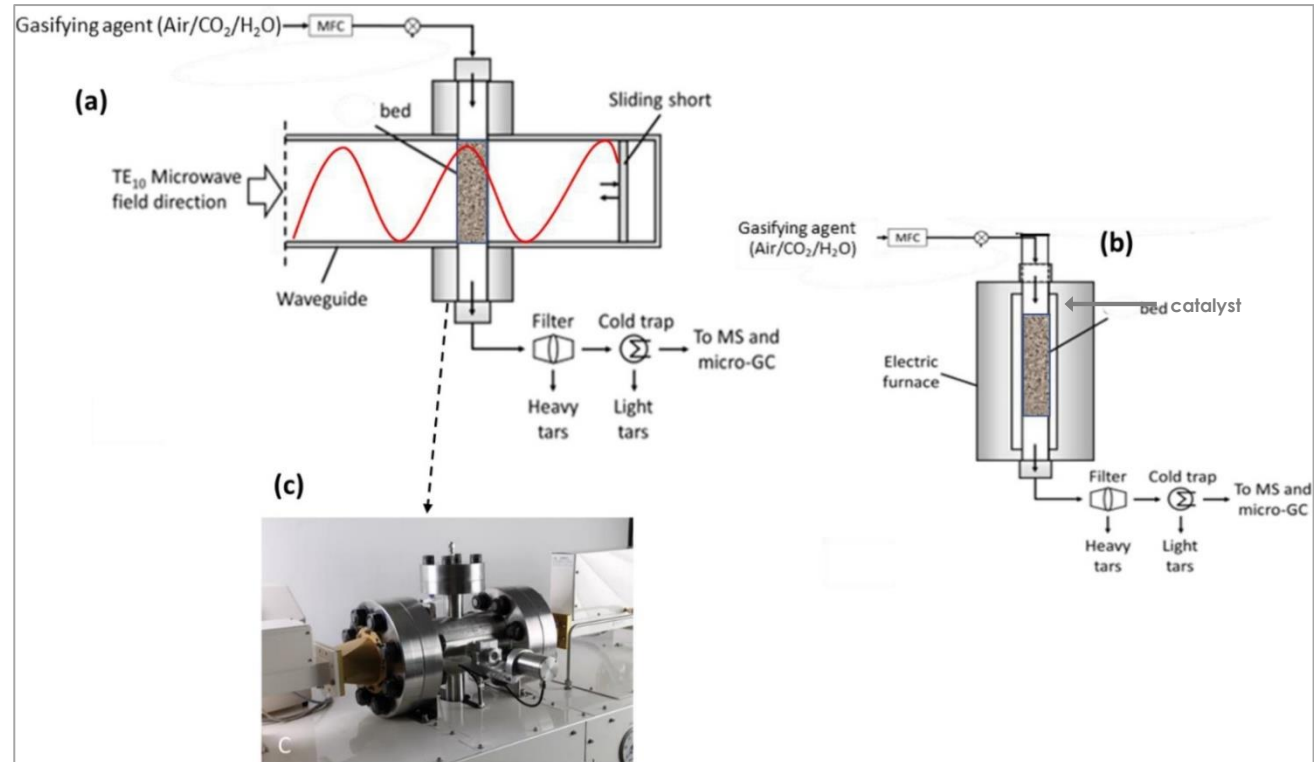 Gasifying agent (Air/CO₂/H₂O)
MFC
(a)
bed
Sliding short
TE₁₀ Microwave
field direction
Waveguide
Filter
Cold trap
To MS and
micro-GC
Heavy
tars
Light
tars
(c)
C
Gasifying agent
(Air/CO₂/H₂O)
MFC
(b)
bed
catalyst
Electric
furnace
Filter
Cold trap
To MS and
micro-GC
Heavy
tars
Light
tars